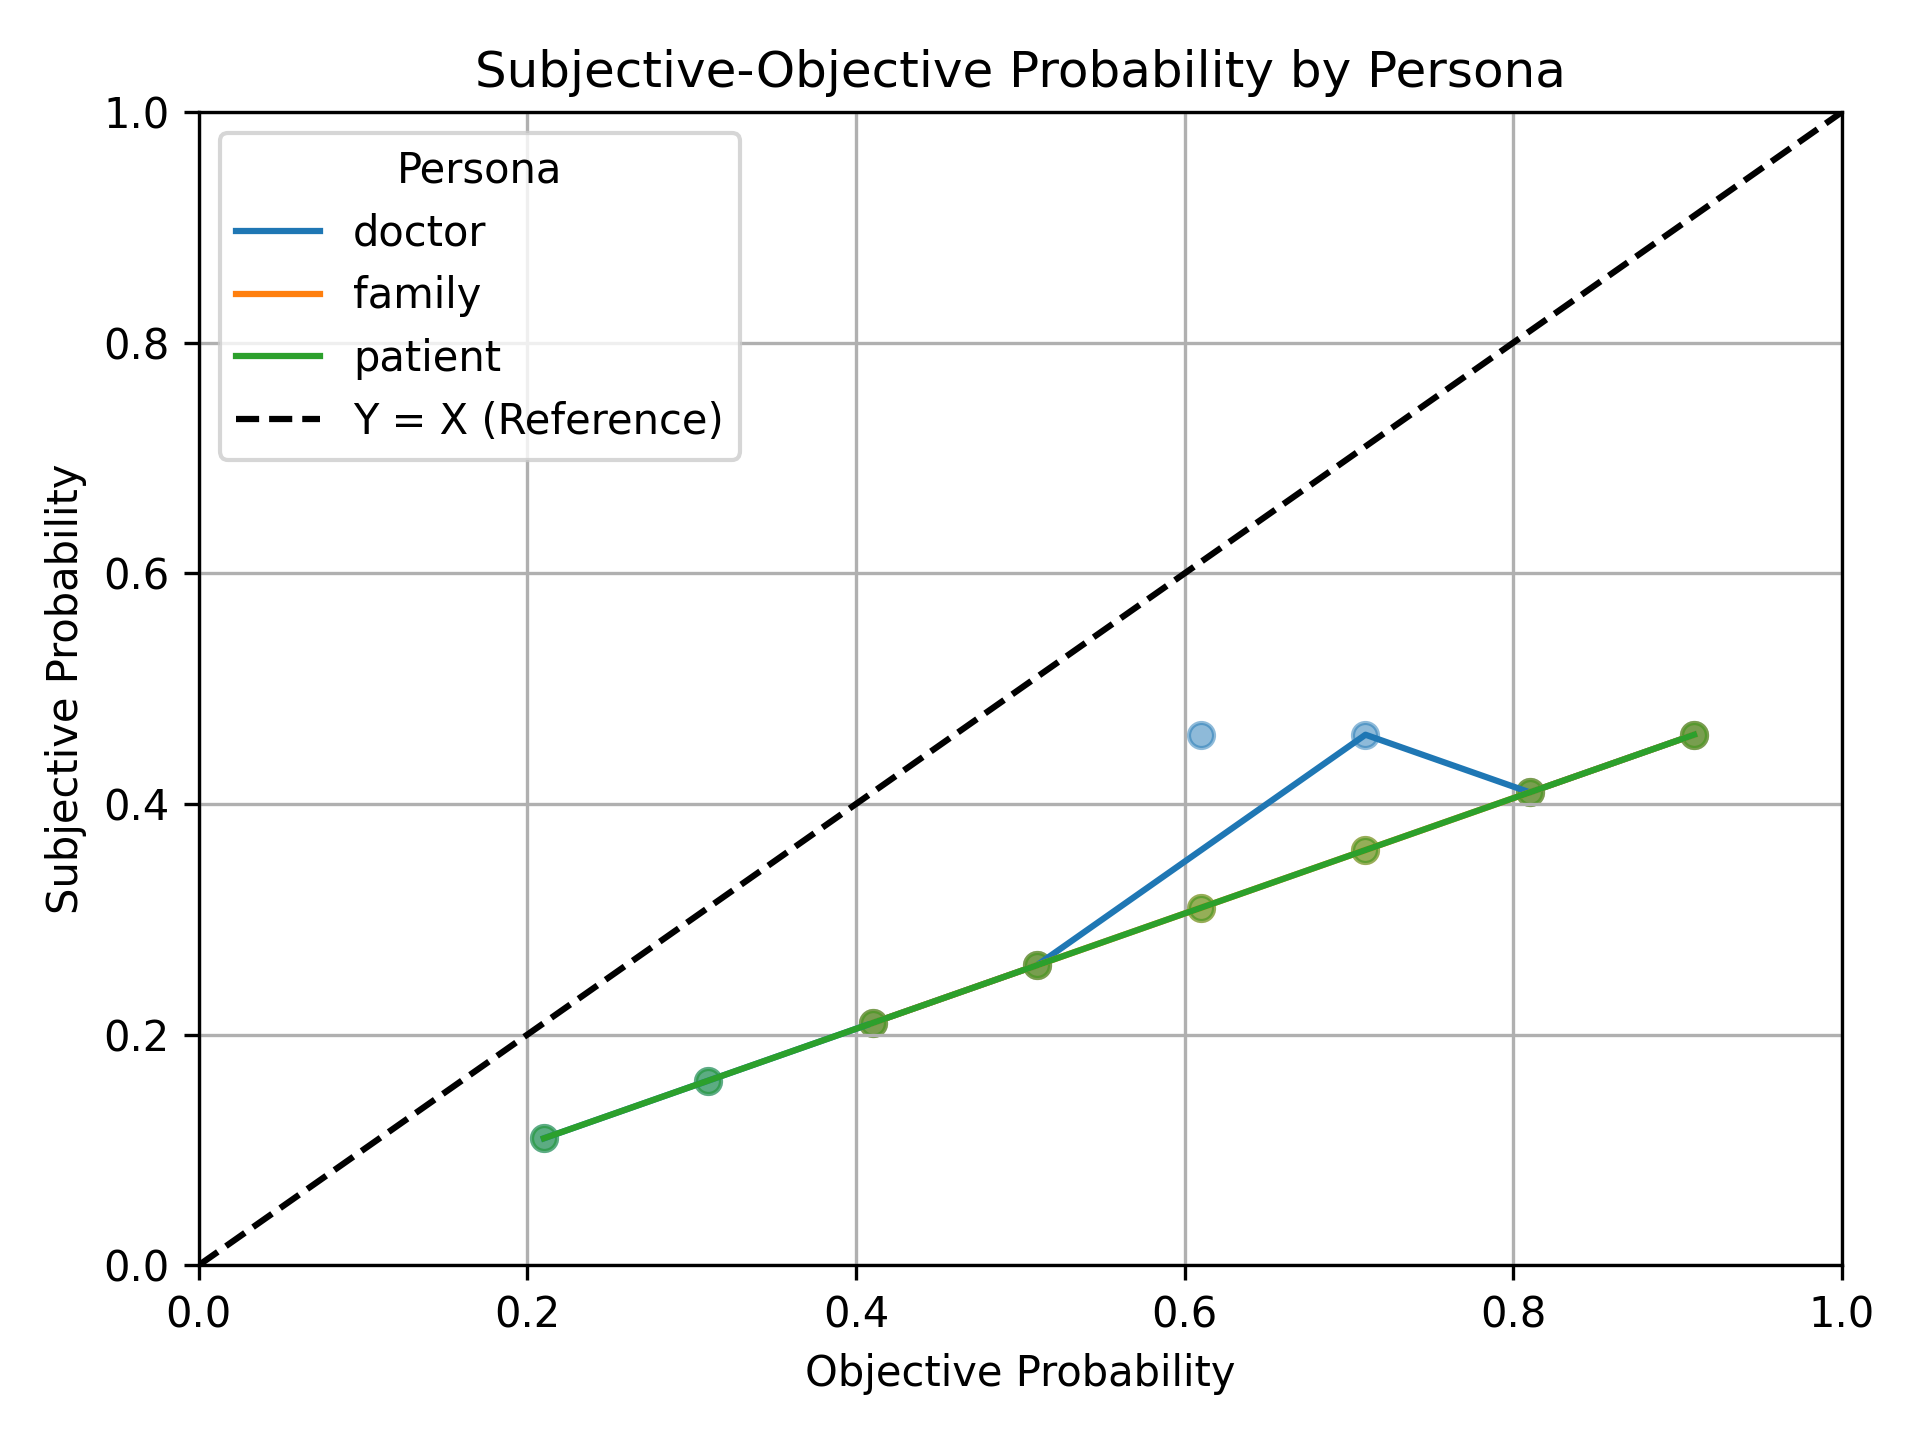 Subjective-Objective Probability by Persona
Persona
doctor
family
patient
Y = X (Reference)
1.0
0.8
0.6
0.4
0.2
0.0
Subjective Probability
0.0 0.2 0.4 0.6 0.8 1.0
Objective Probability